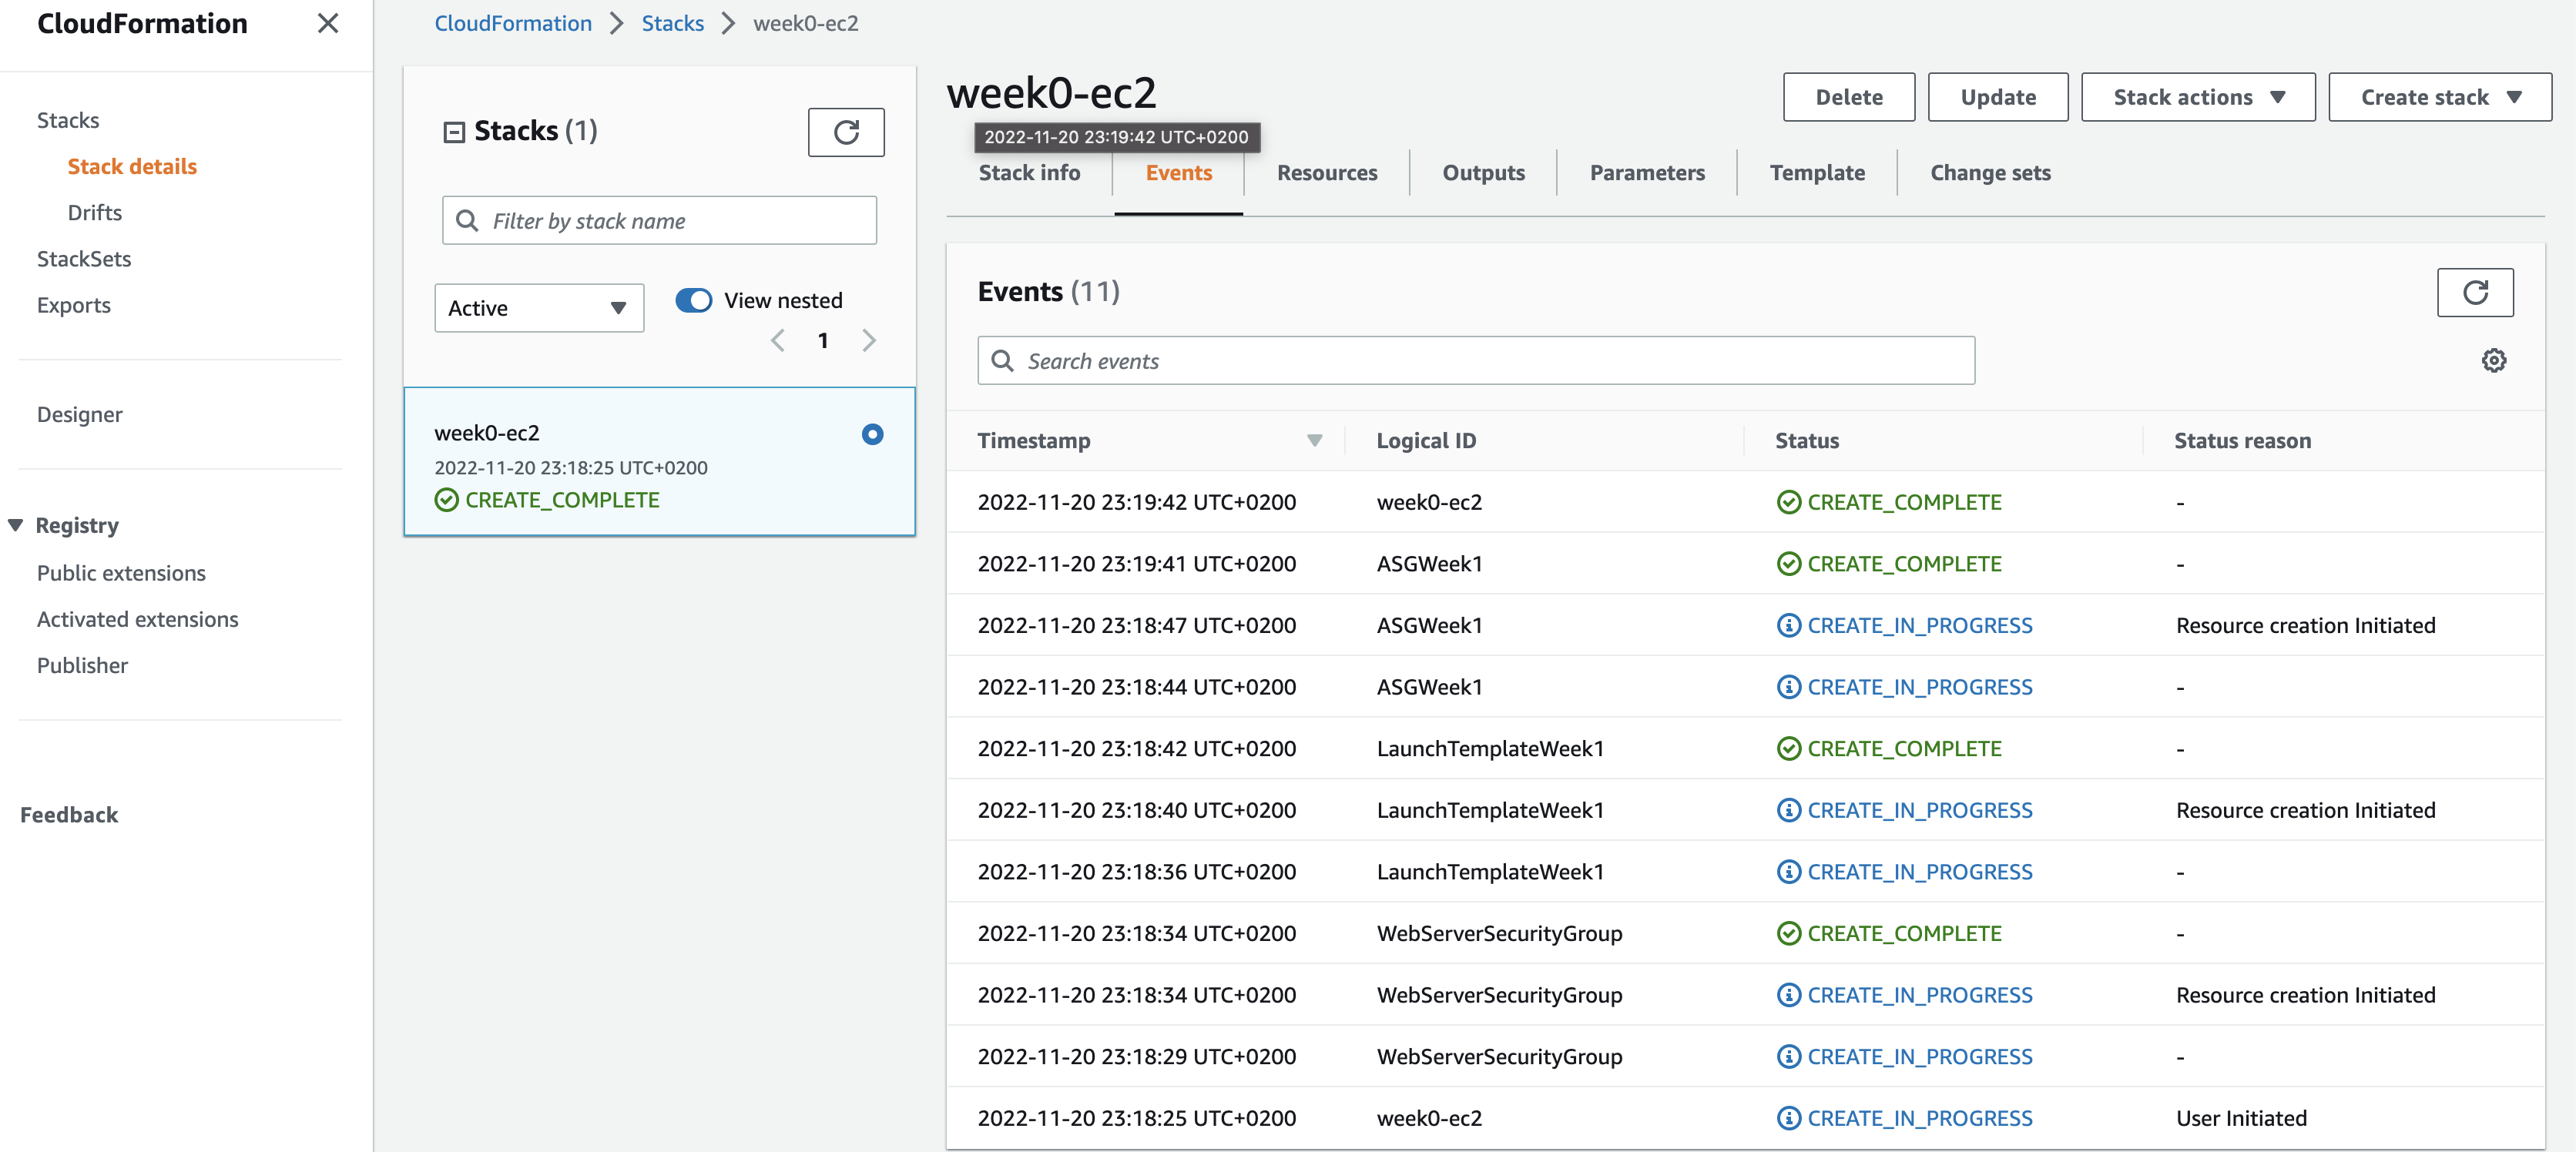 CloudFormation
Stacks
Stack details
Drifts
StackSets
Exports
Designer
Registry
Public extensions
Activated extensions
Publisher
Feedback
CloudFormation > Stacks > week0-ec2
Stacks (1)
Filter by stack name
Active
View nested
1
week0-ec2
2022-11-20 23:18:25 UTC+0200
CREATE_COMPLETE
week0-ec2
Delete Update Stack actions Create stack
2022-11-20 23:19:42 UTC+0200
Stack info Events Resources Outputs Parameters Template Change sets
Events (11)
Search events
Timestamp Logical ID Status Status reason
2022-11-20 23:19:42 UTC+0200 week0-ec2 CREATE_COMPLETE -
2022-11-20 23:19:41 UTC+0200 ASGWeek1 CREATE_COMPLETE -
2022-11-20 23:18:47 UTC+0200 ASGWeek1 CREATE_IN_PROGRESS Resource creation Initiated
2022-11-20 23:18:44 UTC+0200 ASGWeek1 CREATE_IN_PROGRESS -
2022-11-20 23:18:42 UTC+0200 LaunchTemplateWeek1 CREATE_COMPLETE -
2022-11-20 23:18:40 UTC+0200 LaunchTemplateWeek1 CREATE_IN_PROGRESS Resource creation Initiated
2022-11-20 23:18:36 UTC+0200 LaunchTemplateWeek1 CREATE_IN_PROGRESS -
2022-11-20 23:18:34 UTC+0200 WebServerSecurityGroup CREATE_COMPLETE -
2022-11-20 23:18:34 UTC+0200 WebServerSecurityGroup CREATE_IN_PROGRESS Resource creation Initiated
2022-11-20 23:18:29 UTC+0200 WebServerSecurityGroup CREATE_IN_PROGRESS -
2022-11-20 23:18:25 UTC+0200 week0-ec2 CREATE_IN_PROGRESS User Initiated